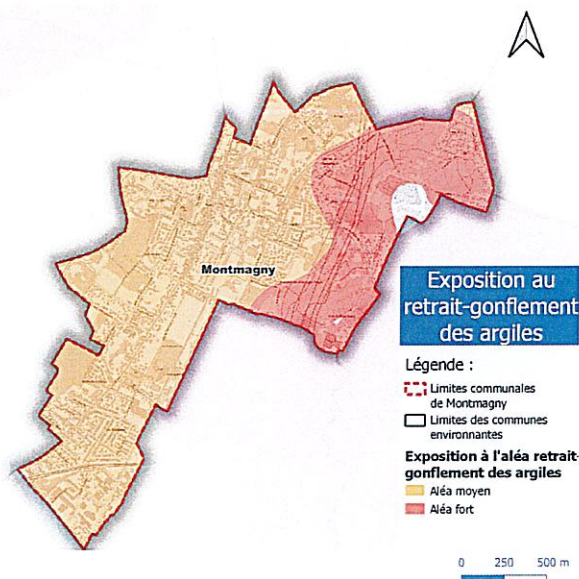 Montmagny
Exposition au
retrait-gonflement
des argiles
Légende :
Limites communales
de Montmagny
Limites des communes
environnantes
Exposition à l'aléa retrait-
gonflement des argiles
Aléa moyen
Aléa fort
0 250 500 m